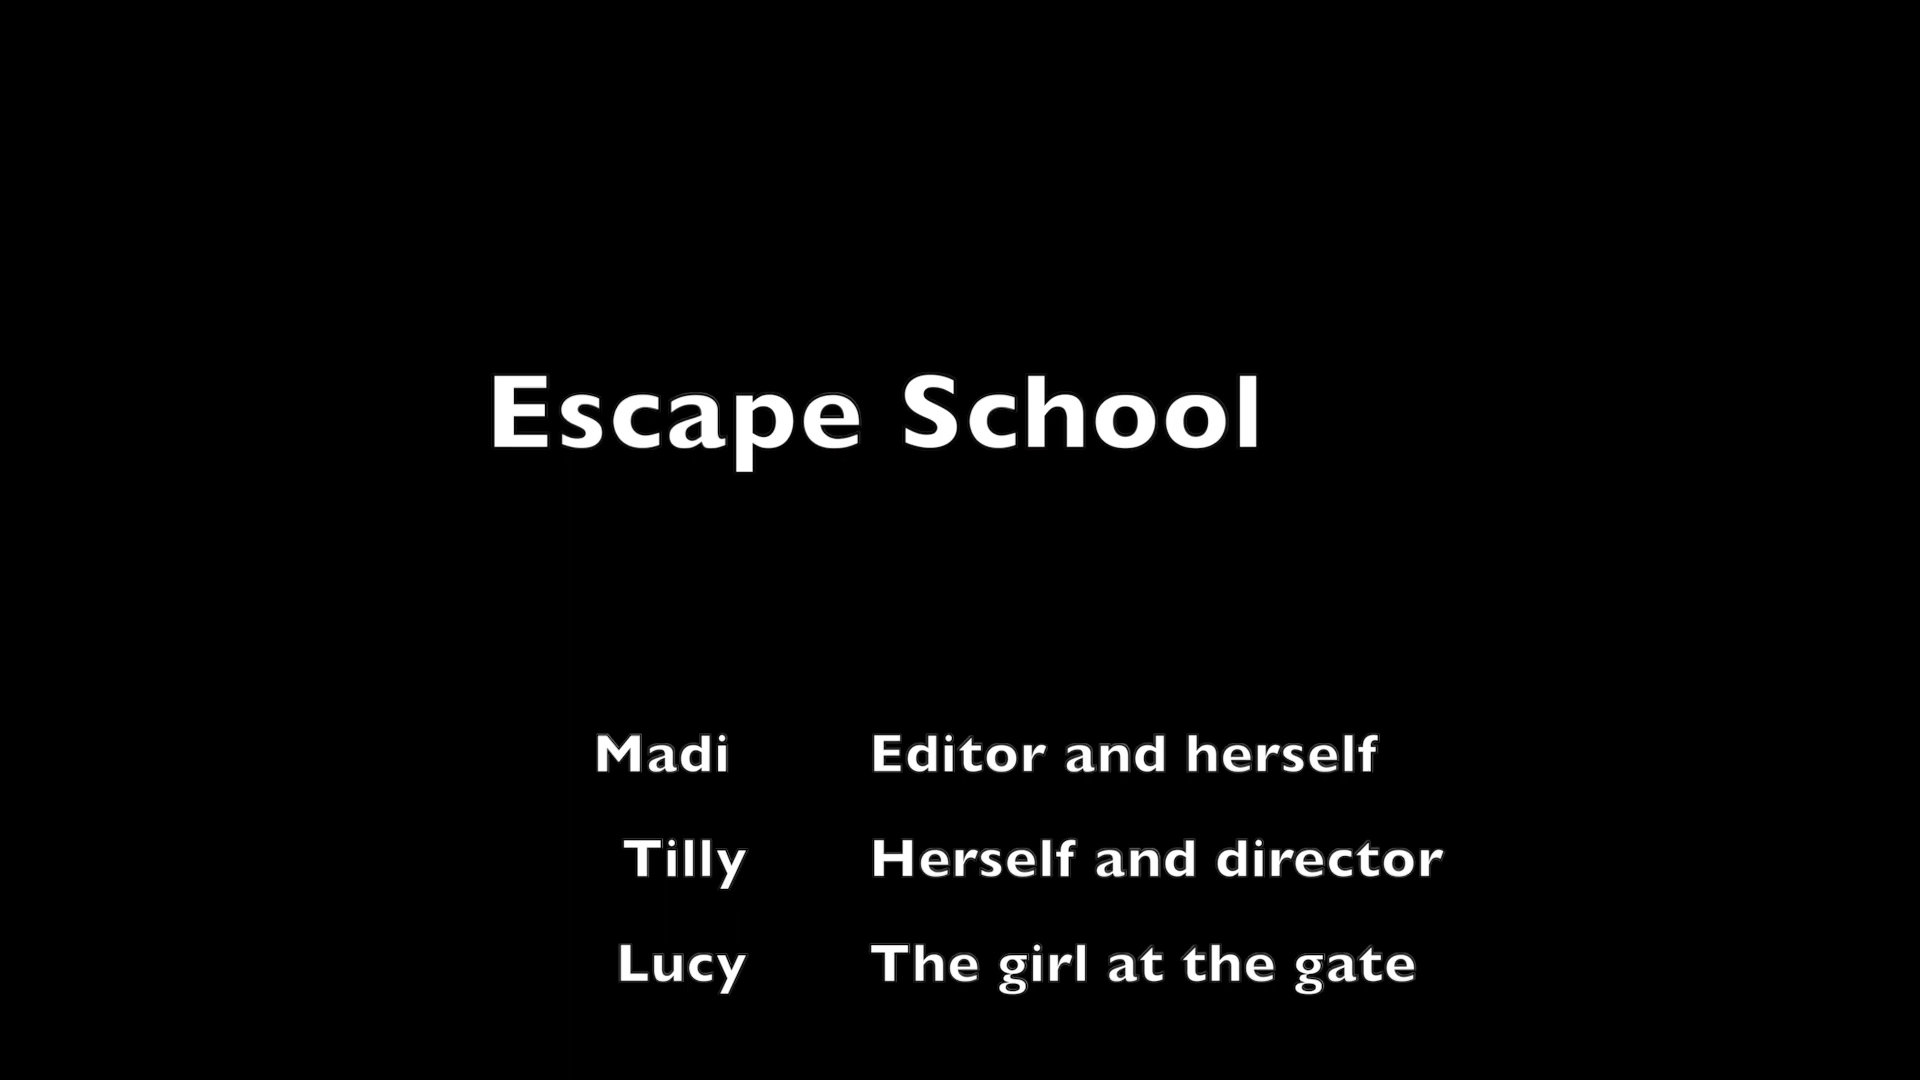 Escape School
Madi Editor and herself
Tilly Herself and director
Lucy The girl at the gate